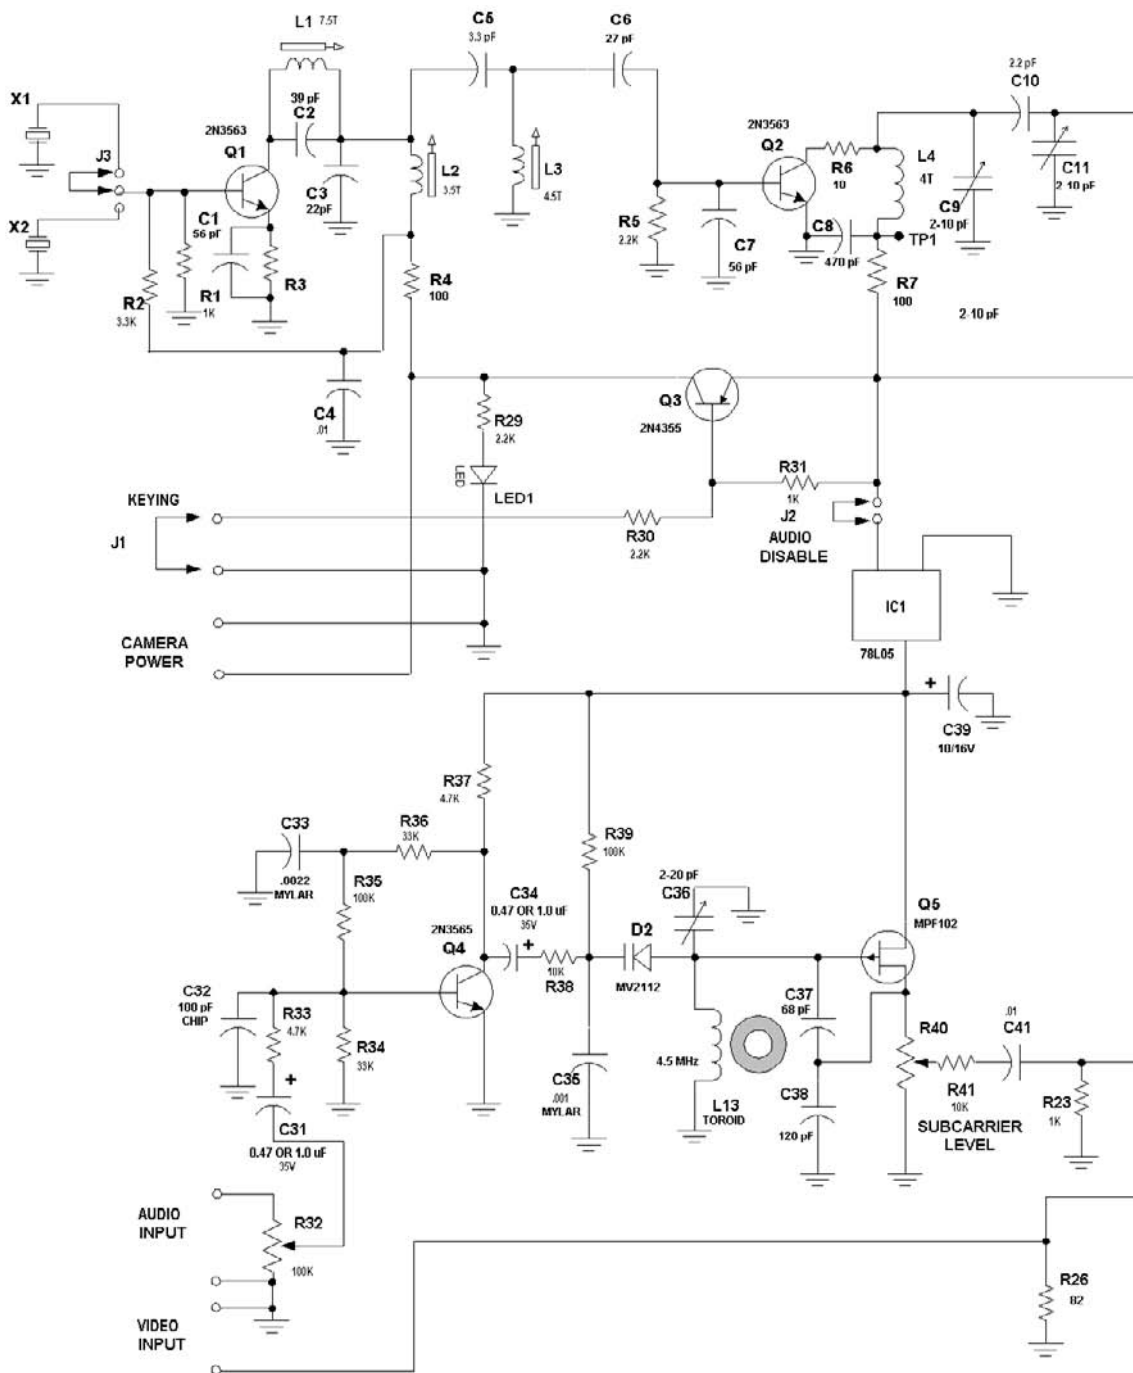 L1 7.5T
C5
3.3 pF
C6
27 pF
2.2 pF
C10
X1
39 pF
C2
2N3563
Q1
2N3563
Q2
J3
L2
3.5T
L3
4.5T
R6
10
L4
4T
C11
2-10 pF
C3
22pF
X2
C1
56 pF
R5
2.2K
C7
56 pF
C8
470 pF
C9
2-10 pF
TP1
R2
3.3K
R1
1K
R3
R4
100
R7
100
2-10 pF
C4
.01
R29
2.2K
Q3
2N4355
LED
LED1
R31
1K
J2
AUDIO
DISABLE
KEYING
J1
R30
2.2K
IC1
78L05
CAMERA
POWER
+
C39
10/16V
R37
4.7K
C33
.0022
MYLAR
R36
33K
R39
100K
R35
100K
C34
0.47 OR 1.0 uF
35V
+
2-20 pF
C36
Q5
MPF102
2N3565
Q4
D2
MV2112
10K
R38
C32
100 pF
CHIP
R33
4.7K
R34
33K
+
C31
0.47 OR 1.0 uF
35V
C35
.001
MYLAR
4.5 MHz
L13
TOROID
C37
68 pF
C38
120 pF
R40
.01
C41
R41
10K
SUBCARRIER
LEVEL
R23
1K
AUDIO
INPUT
R32
100K
VIDEO
INPUT
R26
82